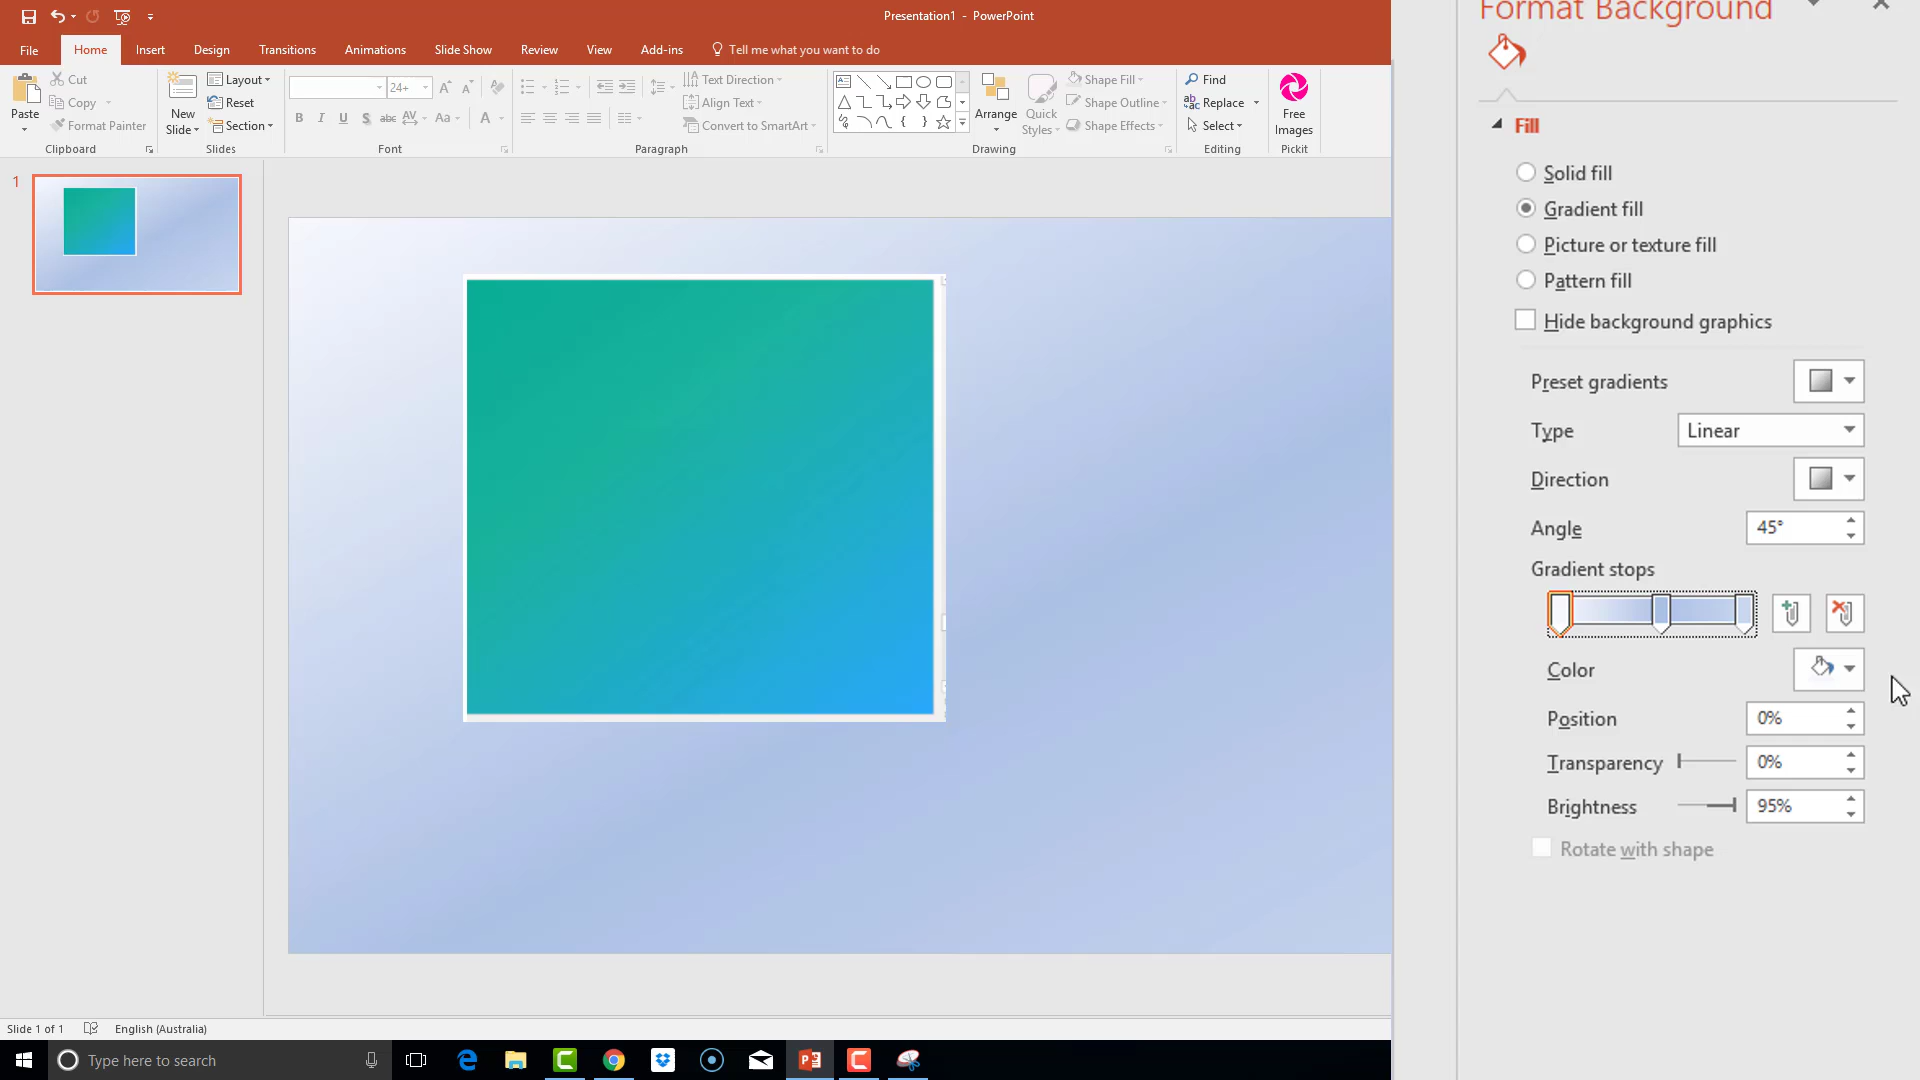 Presentation1 - PowerPoint
Format Background
File Home Insert Design Transitions Animations Slide Show Review View Add-ins Tell me what you want to do
Paste
Cut
Copy
Format Painter
Clipboard
New
Slide
Layout
Reset
Section
Slides
24+
B I U S abc AV Aa A
Font
Text Direction
Align Text
Convert to SmartArt
Paragraph
Arrange
Quick
Styles
Shape Fill
Shape Outline
Shape Effects
Drawing
Find
Replace
Select
Editing
Free
Images
Pickit
1
Fill
Solid fill
Gradient fill
Picture or texture fill
Pattern fill
Hide background graphics
Preset gradients
Type Linear
Direction
Angle 45°
Gradient stops
Color
Position 0%
Transparency 0%
Brightness 95%
Rotate with shape
Slide 1 of 1 English (Australia)
Type here to search